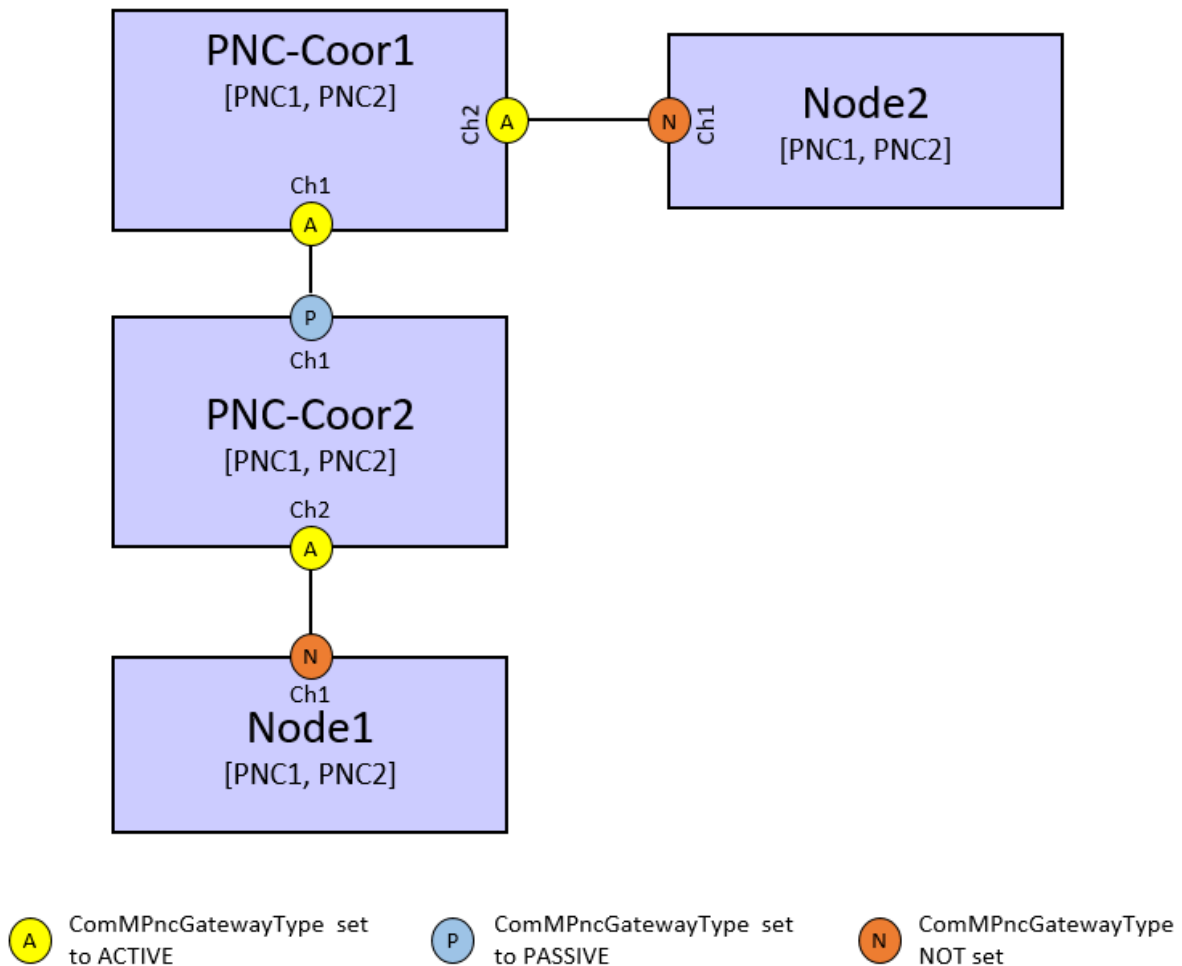 PNC-Coor1
[PNC1, PNC2]
Ch2
A
N
Ch1
Node2
[PNC1, PNC2]
Ch1
A
P
Ch1
PNC-Coor2
[PNC1, PNC2]
Ch2
A
N
Ch1
Node1
[PNC1, PNC2]
A
ComMPncGatewayType set
to ACTIVE
P
ComMPncGatewayType set
to PASSIVE
N
ComMPncGatewayType
NOT set